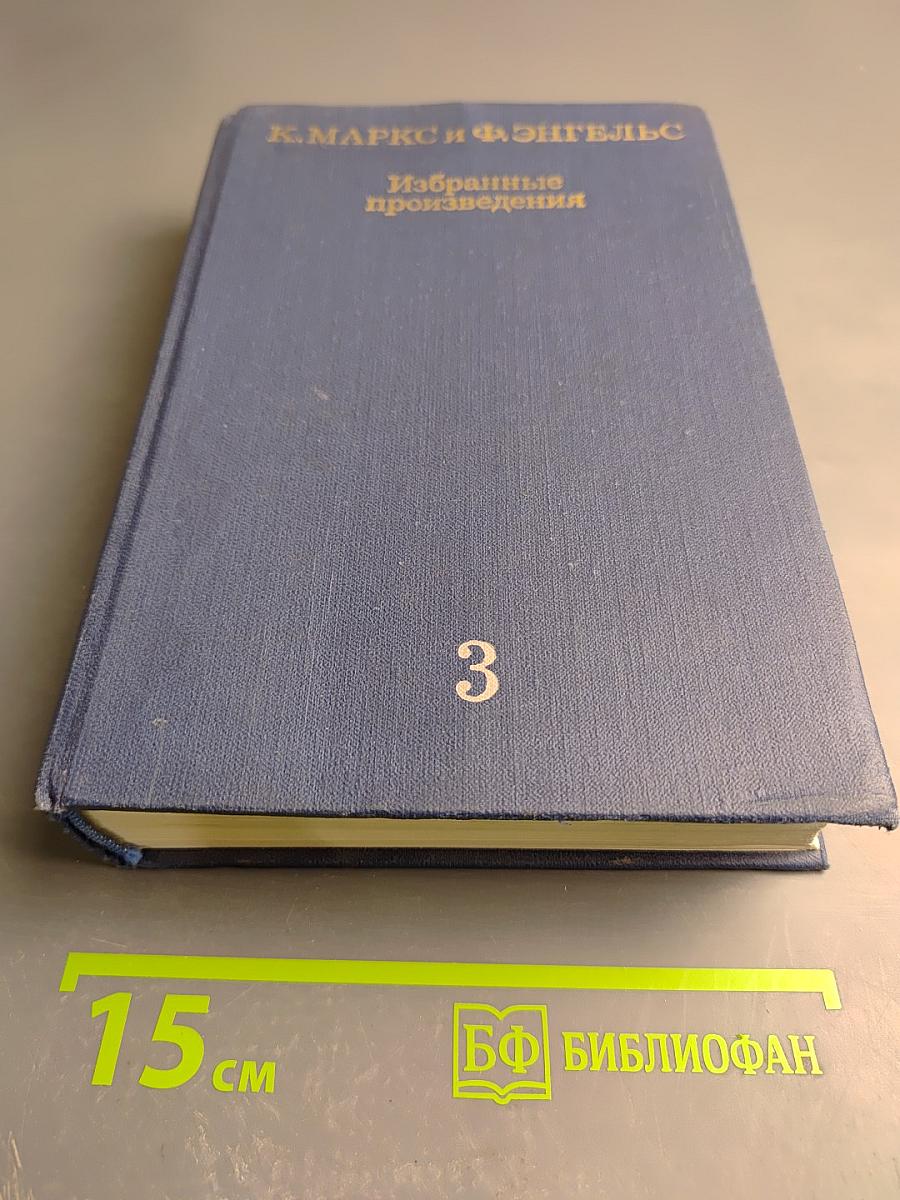 К. МАРКС и Ф. ЭНГЕЛЬС
Избранные
произведения
3
15 см
БФ БИБЛИОФАН